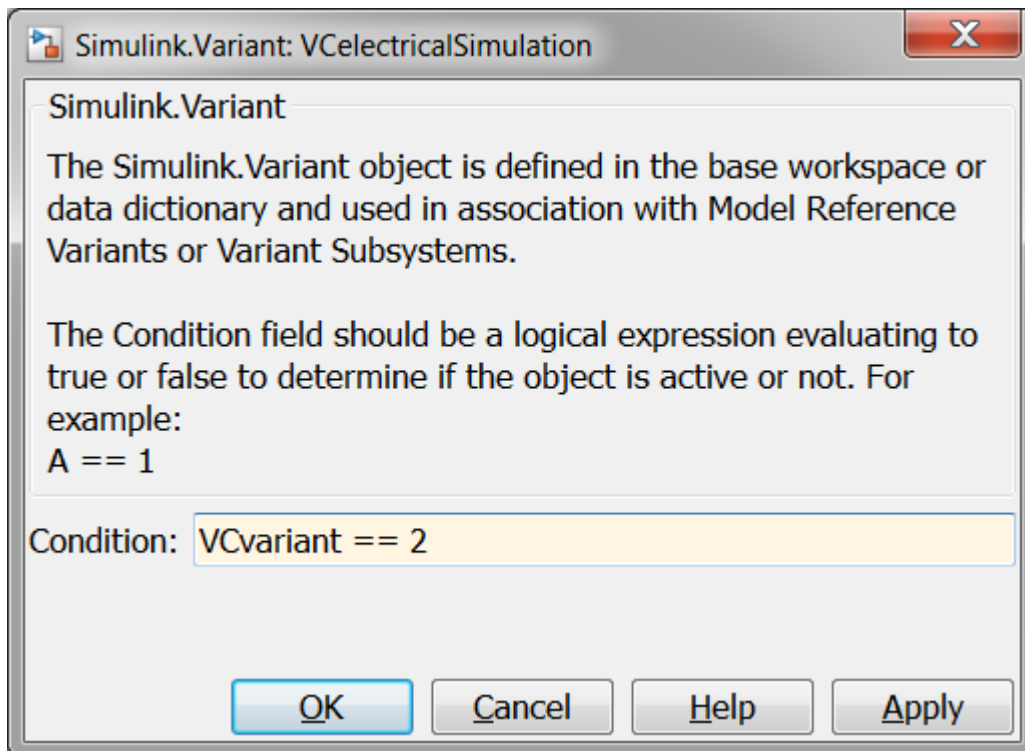 Simulink.Variant: VCelectricalSimulation
X
Simulink.Variant
The Simulink.Variant object is defined in the base workspace or
data dictionary and used in association with Model Reference
Variants or Variant Subsystems.
The Condition field should be a logical expression evaluating to
true or false to determine if the object is active or not. For
example:
A == 1
Condition: VCvariant == 2
OK Cancel Help Apply